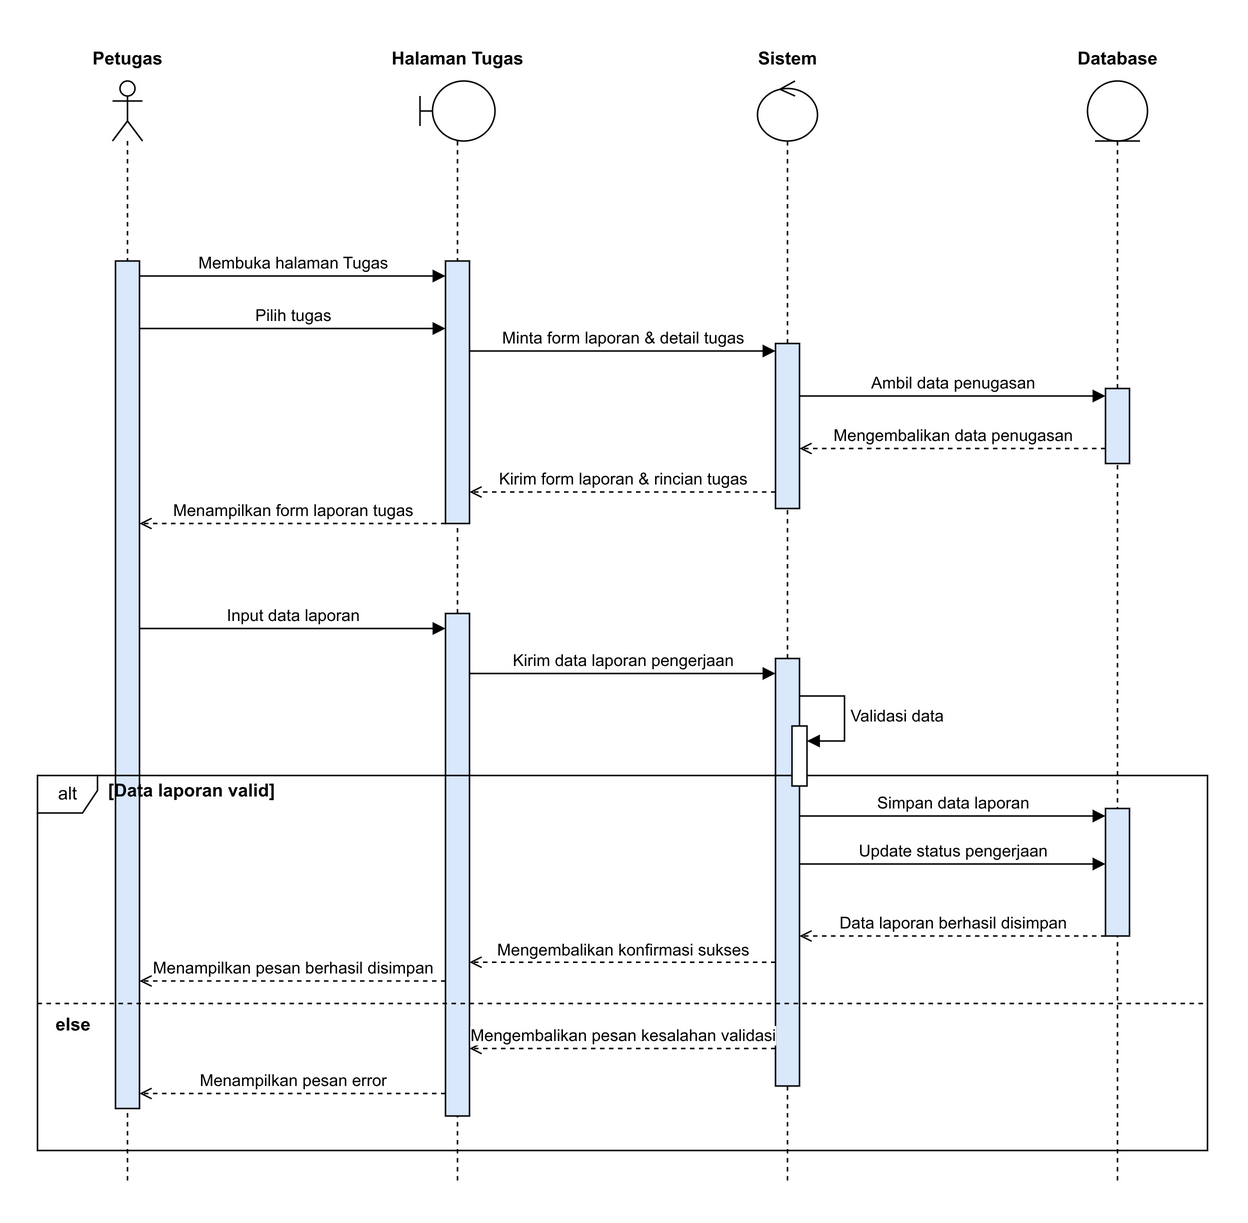 Petugas
Halaman Tugas
Sistem
Database
Membuka halaman Tugas
Pilih tugas
Minta form laporan & detail tugas
Ambil data penugasan
Mengembalikan data penugasan
Kirim form laporan & rincian tugas
Menampilkan form laporan tugas
Input data laporan
Kirim data laporan pengerjaan
Validasi data
alt
[Data laporan valid]
Simpan data laporan
Update status pengerjaan
Data laporan berhasil disimpan
Mengembalikan konfirmasi sukses
Menampilkan pesan berhasil disimpan
else
Mengembalikan pesan kesalahan validasi
Menampilkan pesan error